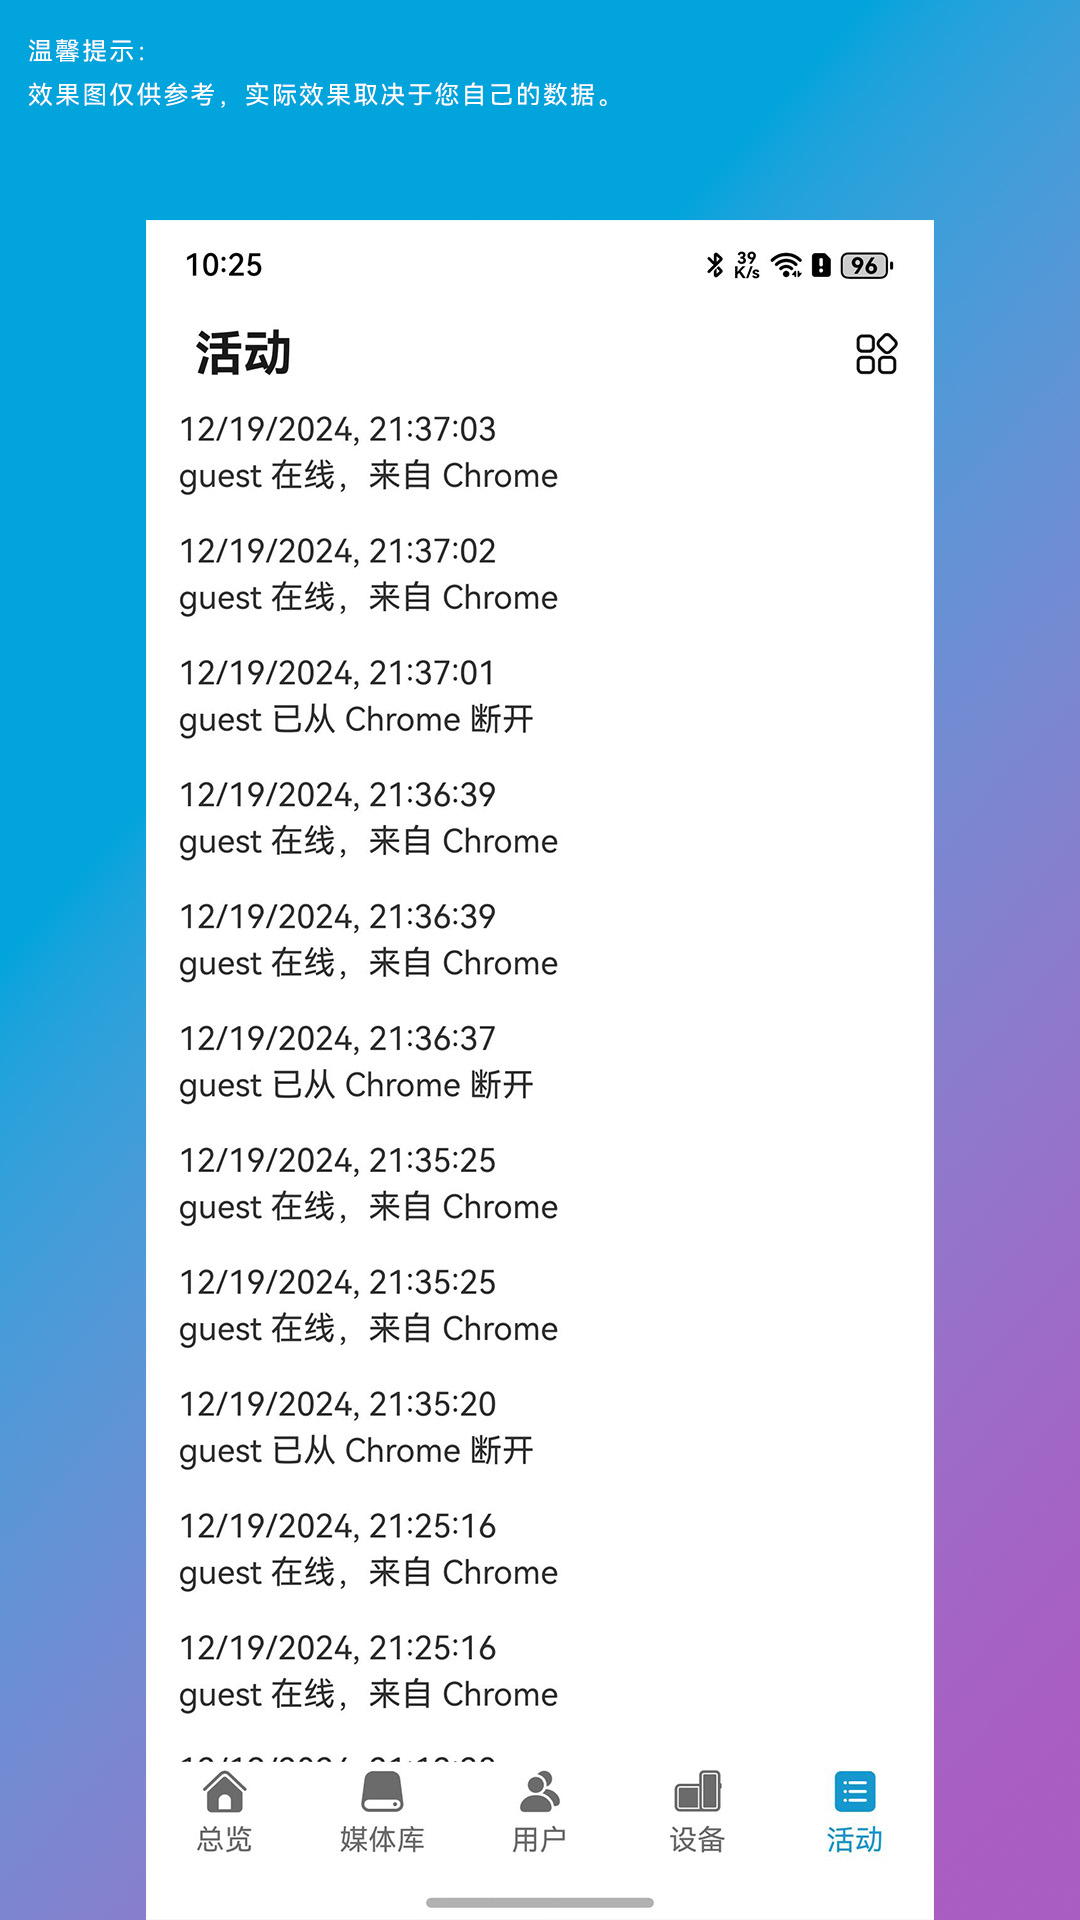 温馨提示：
效果图仅供参考，实际效果取决于您自己的数据。
10:25
39 K/s
96
活动
12/19/2024, 21:37:03
guest 在线，来自 Chrome
12/19/2024, 21:37:02
guest 在线，来自 Chrome
12/19/2024, 21:37:01
guest 已从 Chrome 断开
12/19/2024, 21:36:39
guest 在线，来自 Chrome
12/19/2024, 21:36:39
guest 在线，来自 Chrome
12/19/2024, 21:36:37
guest 已从 Chrome 断开
12/19/2024, 21:35:25
guest 在线，来自 Chrome
12/19/2024, 21:35:25
guest 在线，来自 Chrome
12/19/2024, 21:35:20
guest 已从 Chrome 断开
12/19/2024, 21:25:16
guest 在线，来自 Chrome
12/19/2024, 21:25:16
guest 在线，来自 Chrome
总览
媒体库
用户
设备
活动